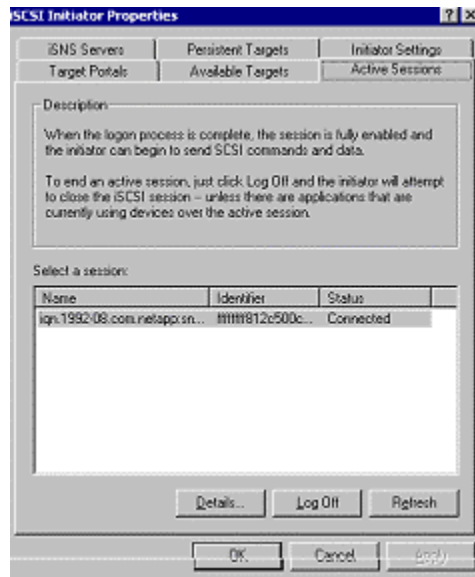 iSCSI Initiator Properties
iSNS Servers Persistent Targets Initiator Settings
Target Portals Available Targets Active Sessions
Description
When the logon process is complete, the session is fully enabled and
the initiator can begin to send SCSI commands and data.
To end an active session, just click Log Off and the initiator will attempt
to close the iSCSI session -- unless there are applications that are
currently using devices over the active session.
Select a session:
Name Identifier Status
iqn.1992-08.com.netapp:sn... ffffffff812c500c... Connected
Details... Log Off Refresh
OK Cancel Apply